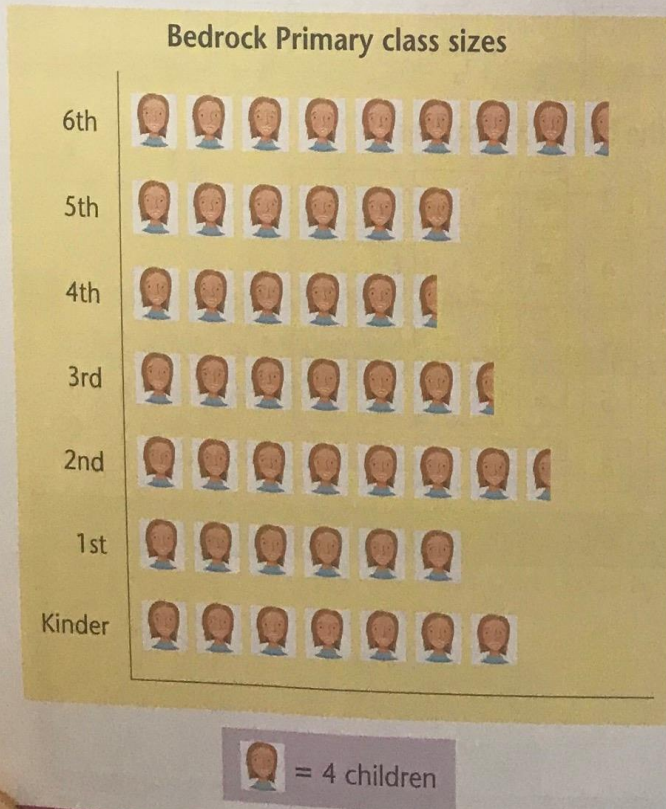 Bedrock Primary class sizes
6th
5th
4th
3rd
2nd
1st
Kinder
= 4 children